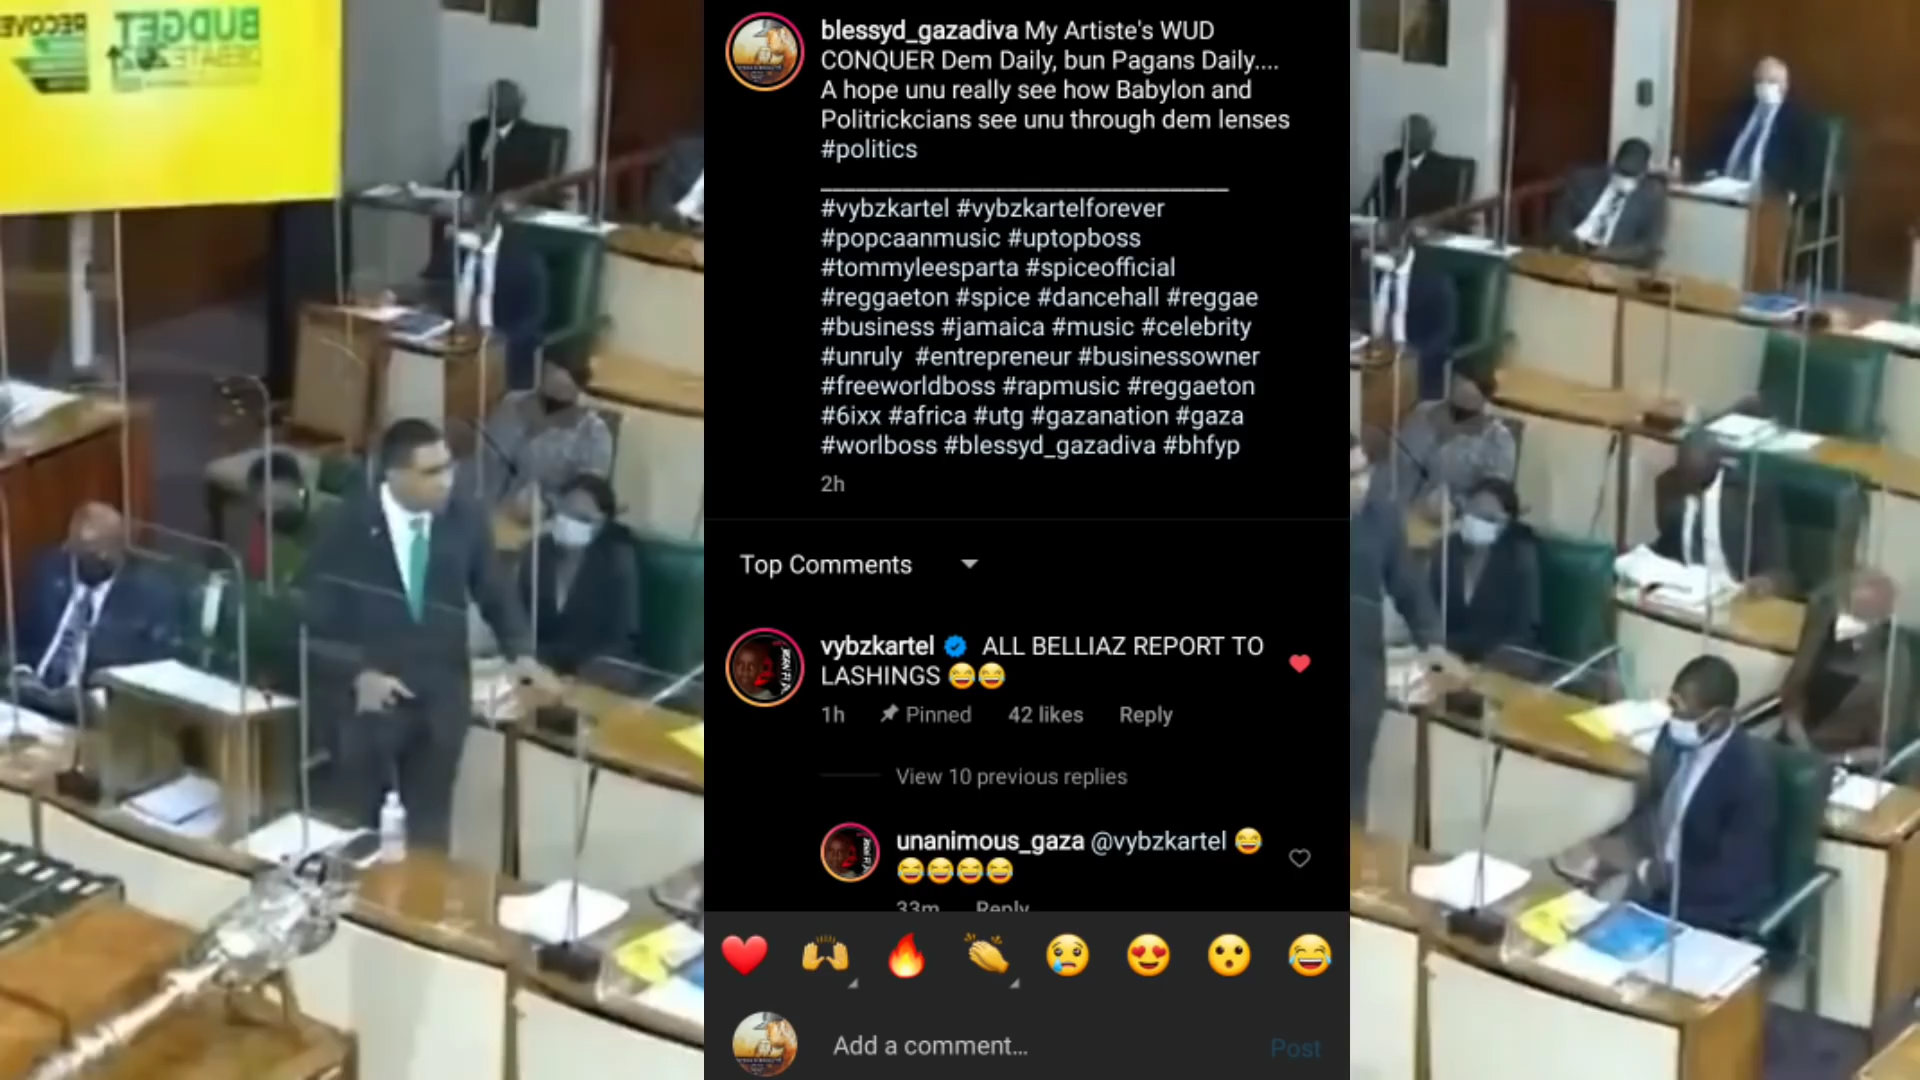 RECOVE
BUDGET
DEBATE
blessyd_gazadiva My Artiste's WUD
CONQUER Dem Daily, bun Pagans Daily....
A hope unu really see how Babylon and
Politrickcians see unu through dem lenses
#politics
#vybzkartel #vybzkartelforever
#popcaanmusic #uptopboss
#tommyleesparta #spiceofficial
#reggaeton #spice #dancehall #reggae
#business #jamaica #music #celebrity
#unruly #entrepreneur #businessowner
#freeworldboss #rapmusic #reggaeton
#6ixx #africa #utg #gazanation #gaza
#worlboss #blessyd_gazadiva #bhfyp
2h
Top Comments
vybzkartel ALL BELLIAZ REPORT TO
LASHINGS 😂😂
1h Pinned 42 likes Reply
View 10 previous replies
unanimous_gaza @vybzkartel 😂
😂😂😂😂
33m Reply
❤️ 🙌 🔥 👏 😢 😍 😮 😂
Add a comment... Post